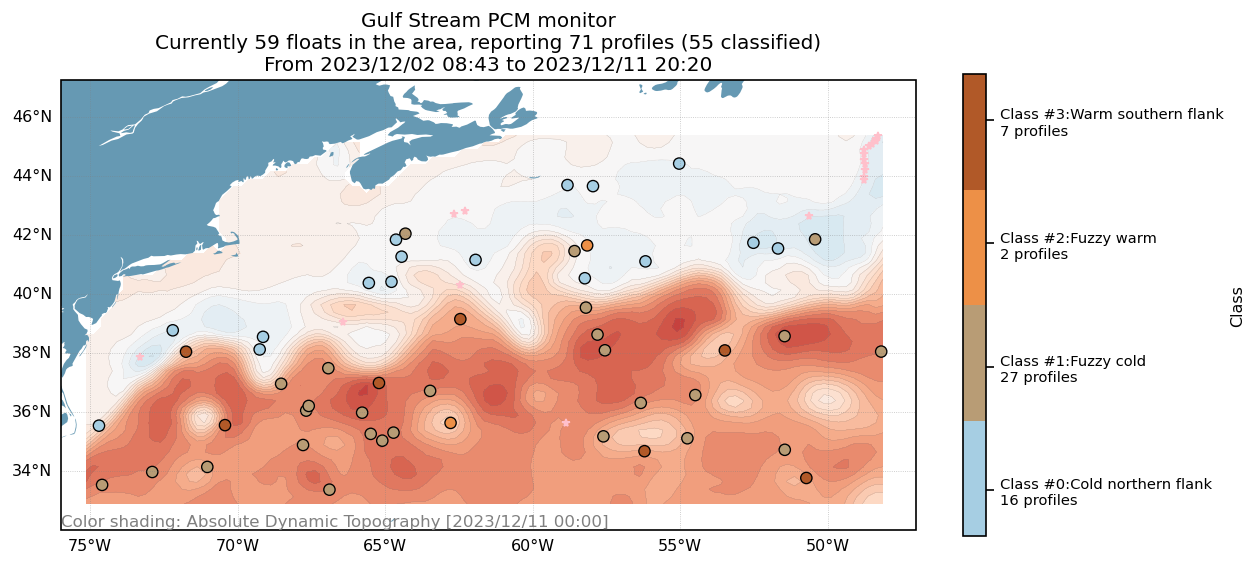 Gulf Stream PCM monitor
Currently 59 floats in the area, reporting 71 profiles (55 classified)
From 2023/12/02 08:43 to 2023/12/11 20:20
46°N
44°N
42°N
40°N
38°N
36°N
34°N
Color shading: Absolute Dynamic Topography [2023/12/11 00:00]
75°W
70°W
65°W
60°W
55°W
50°W
Class #3:Warm southern flank
7 profiles
Class #2:Fuzzy warm
2 profiles
Class #1:Fuzzy cold
27 profiles
Class #0:Cold northern flank
16 profiles
Class